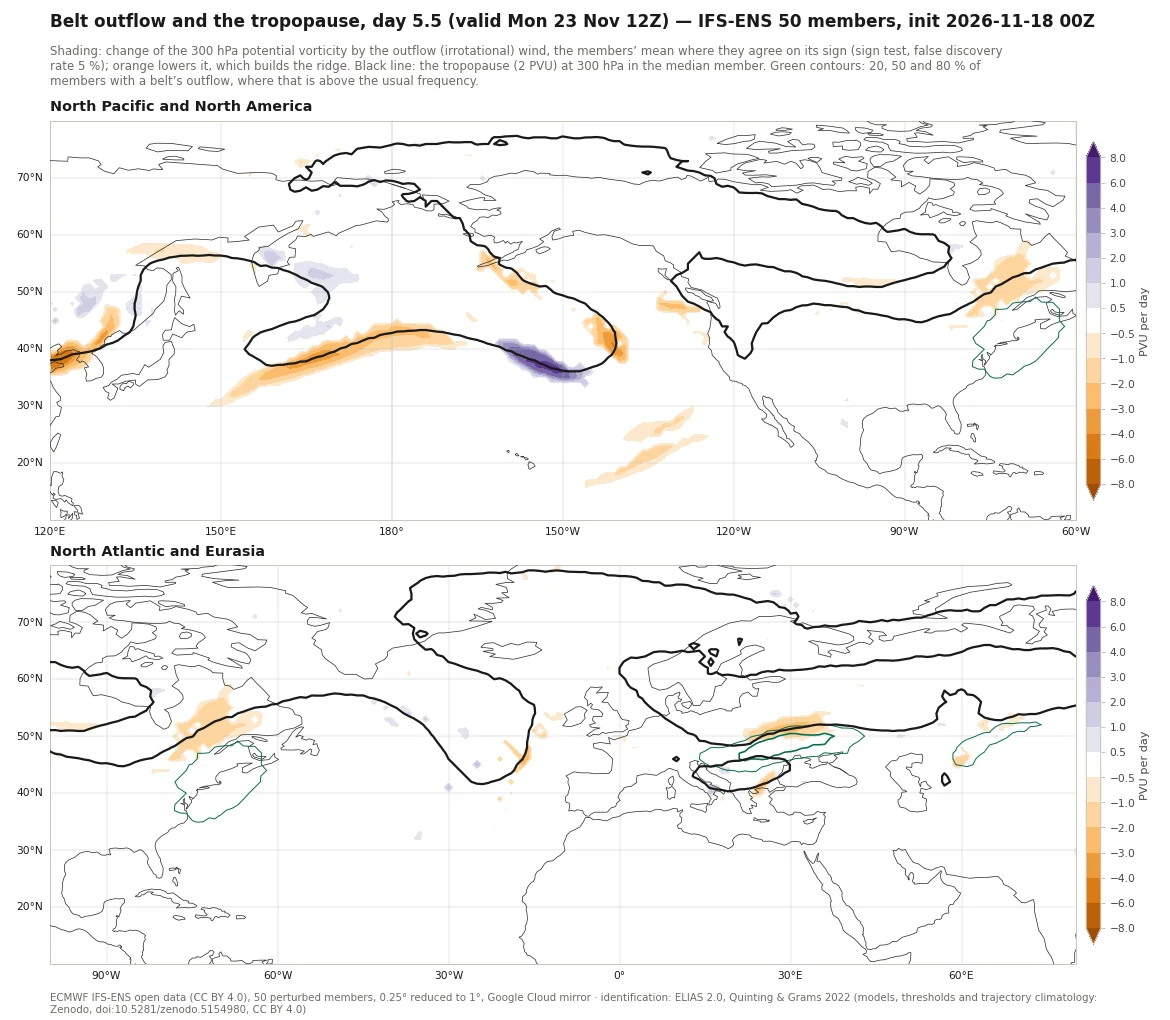 Belt outflow and the tropopause, day 5.5 (valid Mon 23 Nov 12Z) — IFS-ENS 50 members, init 2026-11-18 00Z
Shading: change of the 300 hPa potential vorticity by the outflow (irrotational) wind, the members’ mean where they agree on its sign (sign test, false discovery
rate 5 %); orange lowers it, which builds the ridge. Black line: the tropopause (2 PVU) at 300 hPa in the median member. Green contours: 20, 50 and 80 % of
members with a belt’s outflow, where that is above the usual frequency.
North Pacific and North America
70°N
60°N
50°N
40°N
30°N
20°N
120°E
150°E
180°
150°W
120°W
90°W
60°W
8.0
6.0
4.0
3.0
2.0
1.0
0.5
−0.5
−1.0
−2.0
−3.0
−4.0
−6.0
−8.0
PVU per day
North Atlantic and Eurasia
70°N
60°N
50°N
40°N
30°N
20°N
90°W
60°W
30°W
0°
30°E
60°E
8.0
6.0
4.0
3.0
2.0
1.0
0.5
−0.5
−1.0
−2.0
−3.0
−4.0
−6.0
−8.0
PVU per day
ECMWF IFS-ENS open data (CC BY 4.0), 50 perturbed members, 0.25° reduced to 1°, Google Cloud mirror · identification: ELIAS 2.0, Quinting & Grams 2022 (models, thresholds and trajectory climatology:
Zenodo, doi:10.5281/zenodo.5154980, CC BY 4.0)